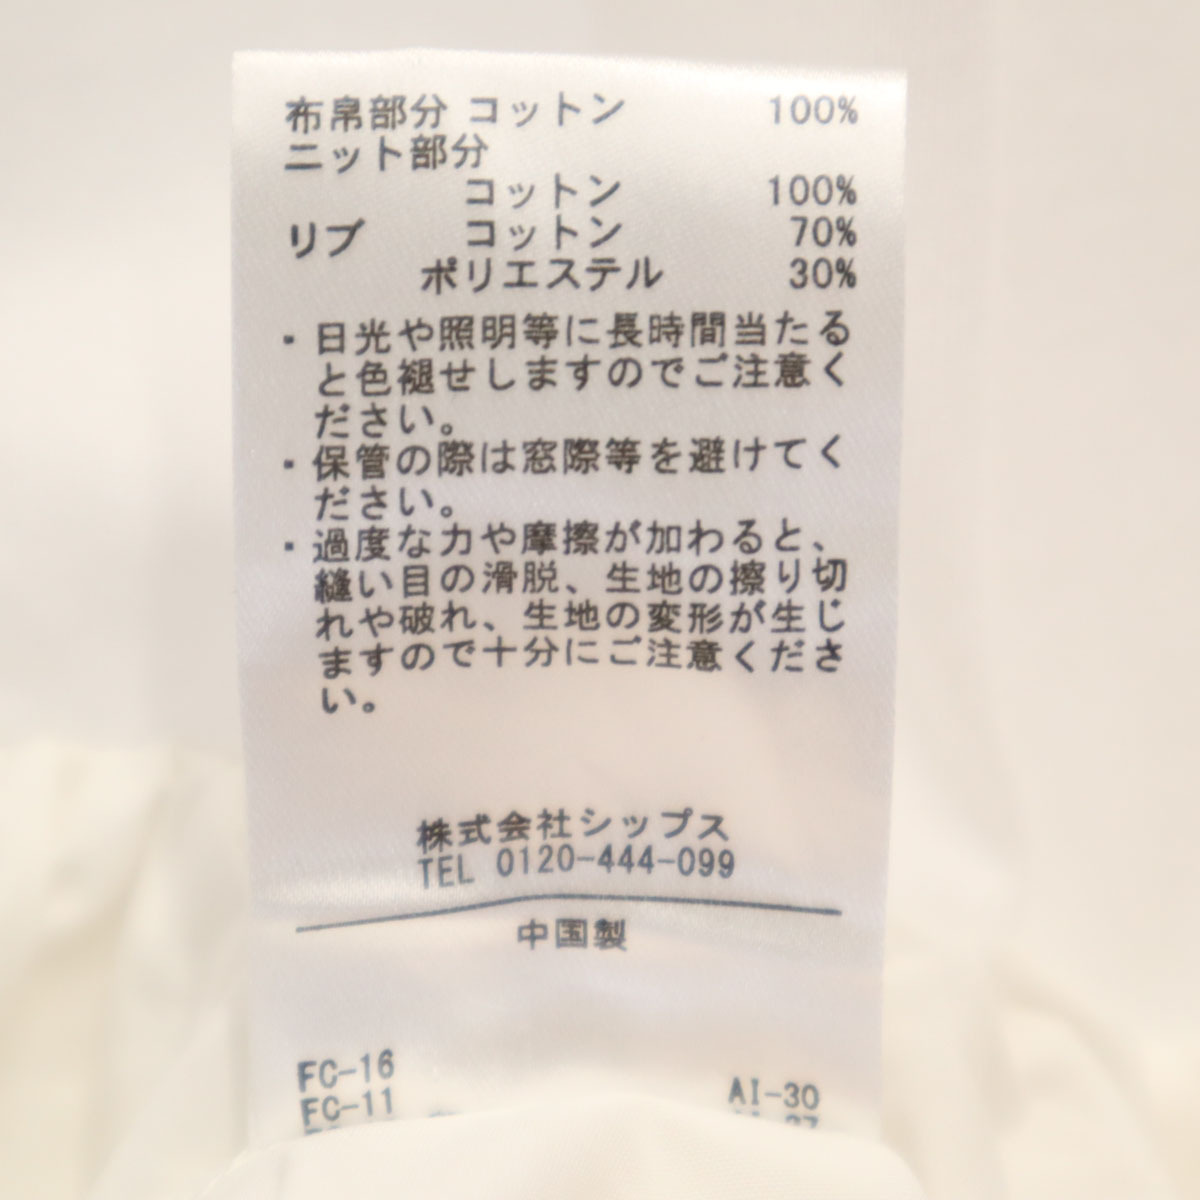 布帛部分 コットン 100%
ニット部分
コットン 100%
リブ コットン 70%
ポリエステル 30%
・日光や照明等に長時間当たる
と色褪せしますのでご注意く
ださい。
・保管の際は窓際等を避けてく
ださい。
・過度な力や摩擦が加わると、
縫い目の滑脱、生地の擦り切
れや破れ、生地の変形が生じ
ますので十分にご注意くださ
い。
株式会社シップス
TEL 0120-444-099
中国製
FC-16
FC-11 AI-30